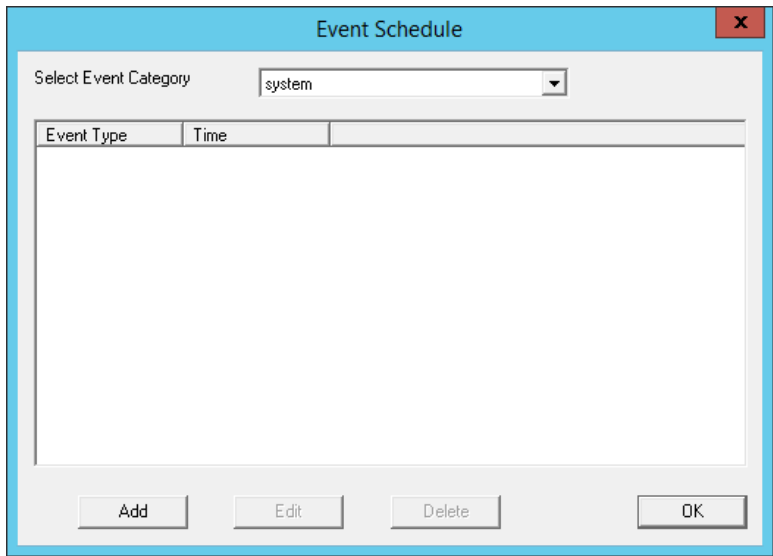 Event Schedule
x
Select Event Category
system
Event Type Time
Add Edit Delete OK